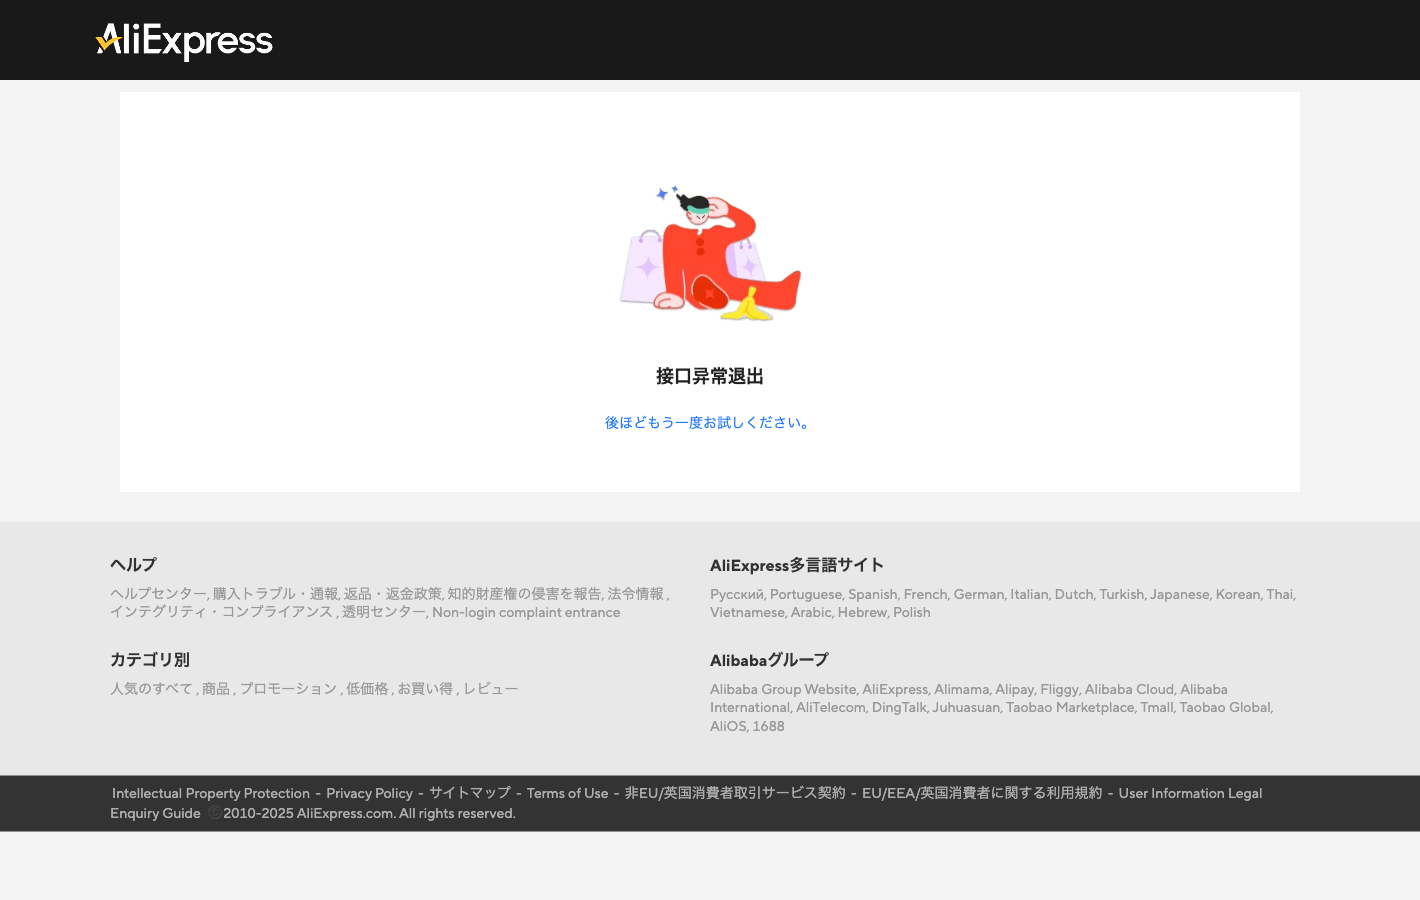 AliExpress
接口异常退出
後ほどもう一度お試しください。
ヘルプ
ヘルプセンター, 購入トラブル・通報, 返品・返金政策, 知的財産権の侵害を報告, 法令情報 ,
インテグリティ・コンプライアンス , 透明センター, Non-login complaint entrance
AliExpress多言語サイト
Русский, Portuguese, Spanish, French, German, Italian, Dutch, Turkish, Japanese, Korean, Thai,
Vietnamese, Arabic, Hebrew, Polish
カテゴリ別
人気のすべて , 商品 , プロモーション , 低価格 , お買い得 , レビュー
Alibabaグループ
Alibaba Group Website, AliExpress, Alimama, Alipay, Fliggy, Alibaba Cloud, Alibaba
International, AliTelecom, DingTalk, Juhuasuan, Taobao Marketplace, Tmall, Taobao Global,
AliOS, 1688
Intellectual Property Protection - Privacy Policy - サイトマップ - Terms of Use - 非EU/英国消費者取引サービス契約 - EU/EEA/英国消費者に関する利用規約 - User Information Legal
Enquiry Guide ©2010-2025 AliExpress.com. All rights reserved.